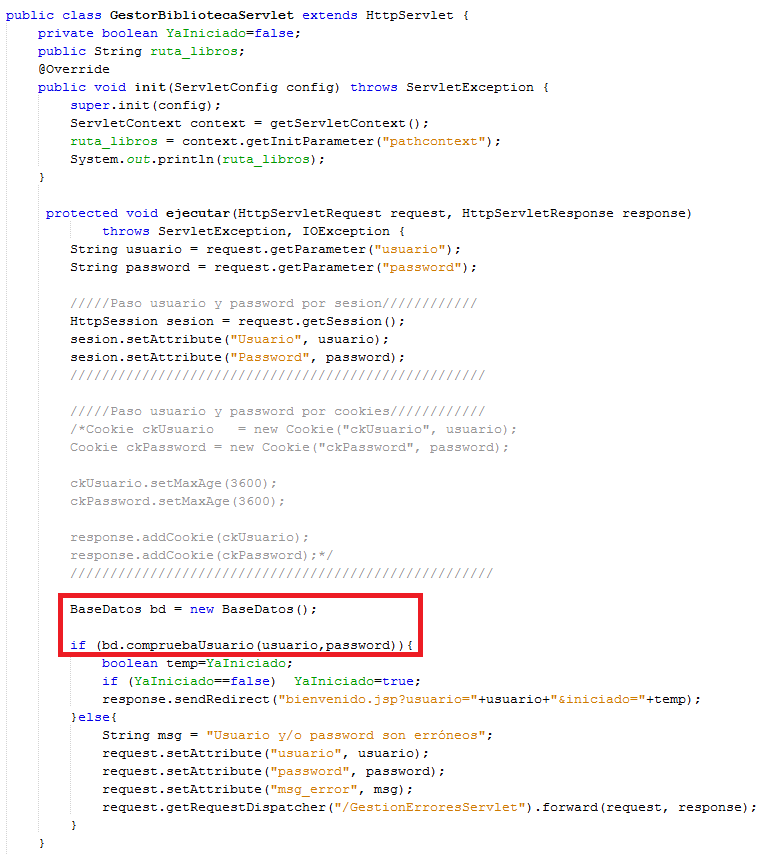 public class GestorBibliotecaServlet extends HttpServlet {
    private boolean YaIniciado=false;
    public String ruta_libros;
    @Override
    public void init(ServletConfig config) throws ServletException {
        super.init(config);
        ServletContext context = getServletContext();
        ruta_libros = context.getInitParameter("pathcontext");
        System.out.println(ruta_libros);
    }
     protected void ejecutar(HttpServletRequest request, HttpServletResponse response)
            throws ServletException, IOException {
        String usuario = request.getParameter("usuario");
        String password = request.getParameter("password");
        /////Paso usuario y password por sesion////////////
        HttpSession sesion = request.getSession();
        sesion.setAttribute("Usuario", usuario);
        sesion.setAttribute("Password", password);
        ////////////////////////////////////////////////////
        /////Paso usuario y password por cookies////////////
        /*Cookie ckUsuario   = new Cookie("ckUsuario", usuario);
        Cookie ckPassword = new Cookie("ckPassword", password);
        ckUsuario.setMaxAge(3600);
        ckPassword.setMaxAge(3600);
        response.addCookie(ckUsuario);
        response.addCookie(ckPassword);*/
        /////////////////////////////////////////////////////
        BaseDatos bd = new BaseDatos();
        if (bd.compruebaUsuario(usuario,password)){
            boolean temp=YaIniciado;
            if (YaIniciado==false)  YaIniciado=true;
            response.sendRedirect("bienvenido.jsp?usuario="+usuario+"&iniciado="+temp);
        }else{
            String msg = "Usuario y/o password son erróneos";
            request.setAttribute("usuario", usuario);
            request.setAttribute("password", password);
            request.setAttribute("msg_error", msg);
            request.getRequestDispatcher("/GestionErroresServlet").forward(request, response);
        }
    }